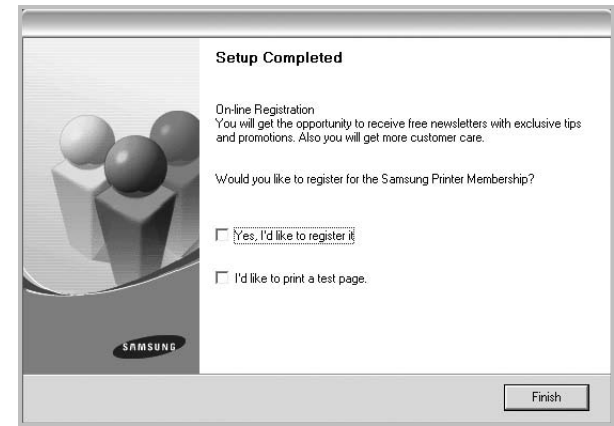 Setup Completed
On-line Registration
You will get the opportunity to receive free newsletters with exclusive tips
and promotions. Also you will get more customer care.
Would you like to register for the Samsung Printer Membership?
Yes, I'd like to register it
I'd like to print a test page.
SAMSUNG
Finish